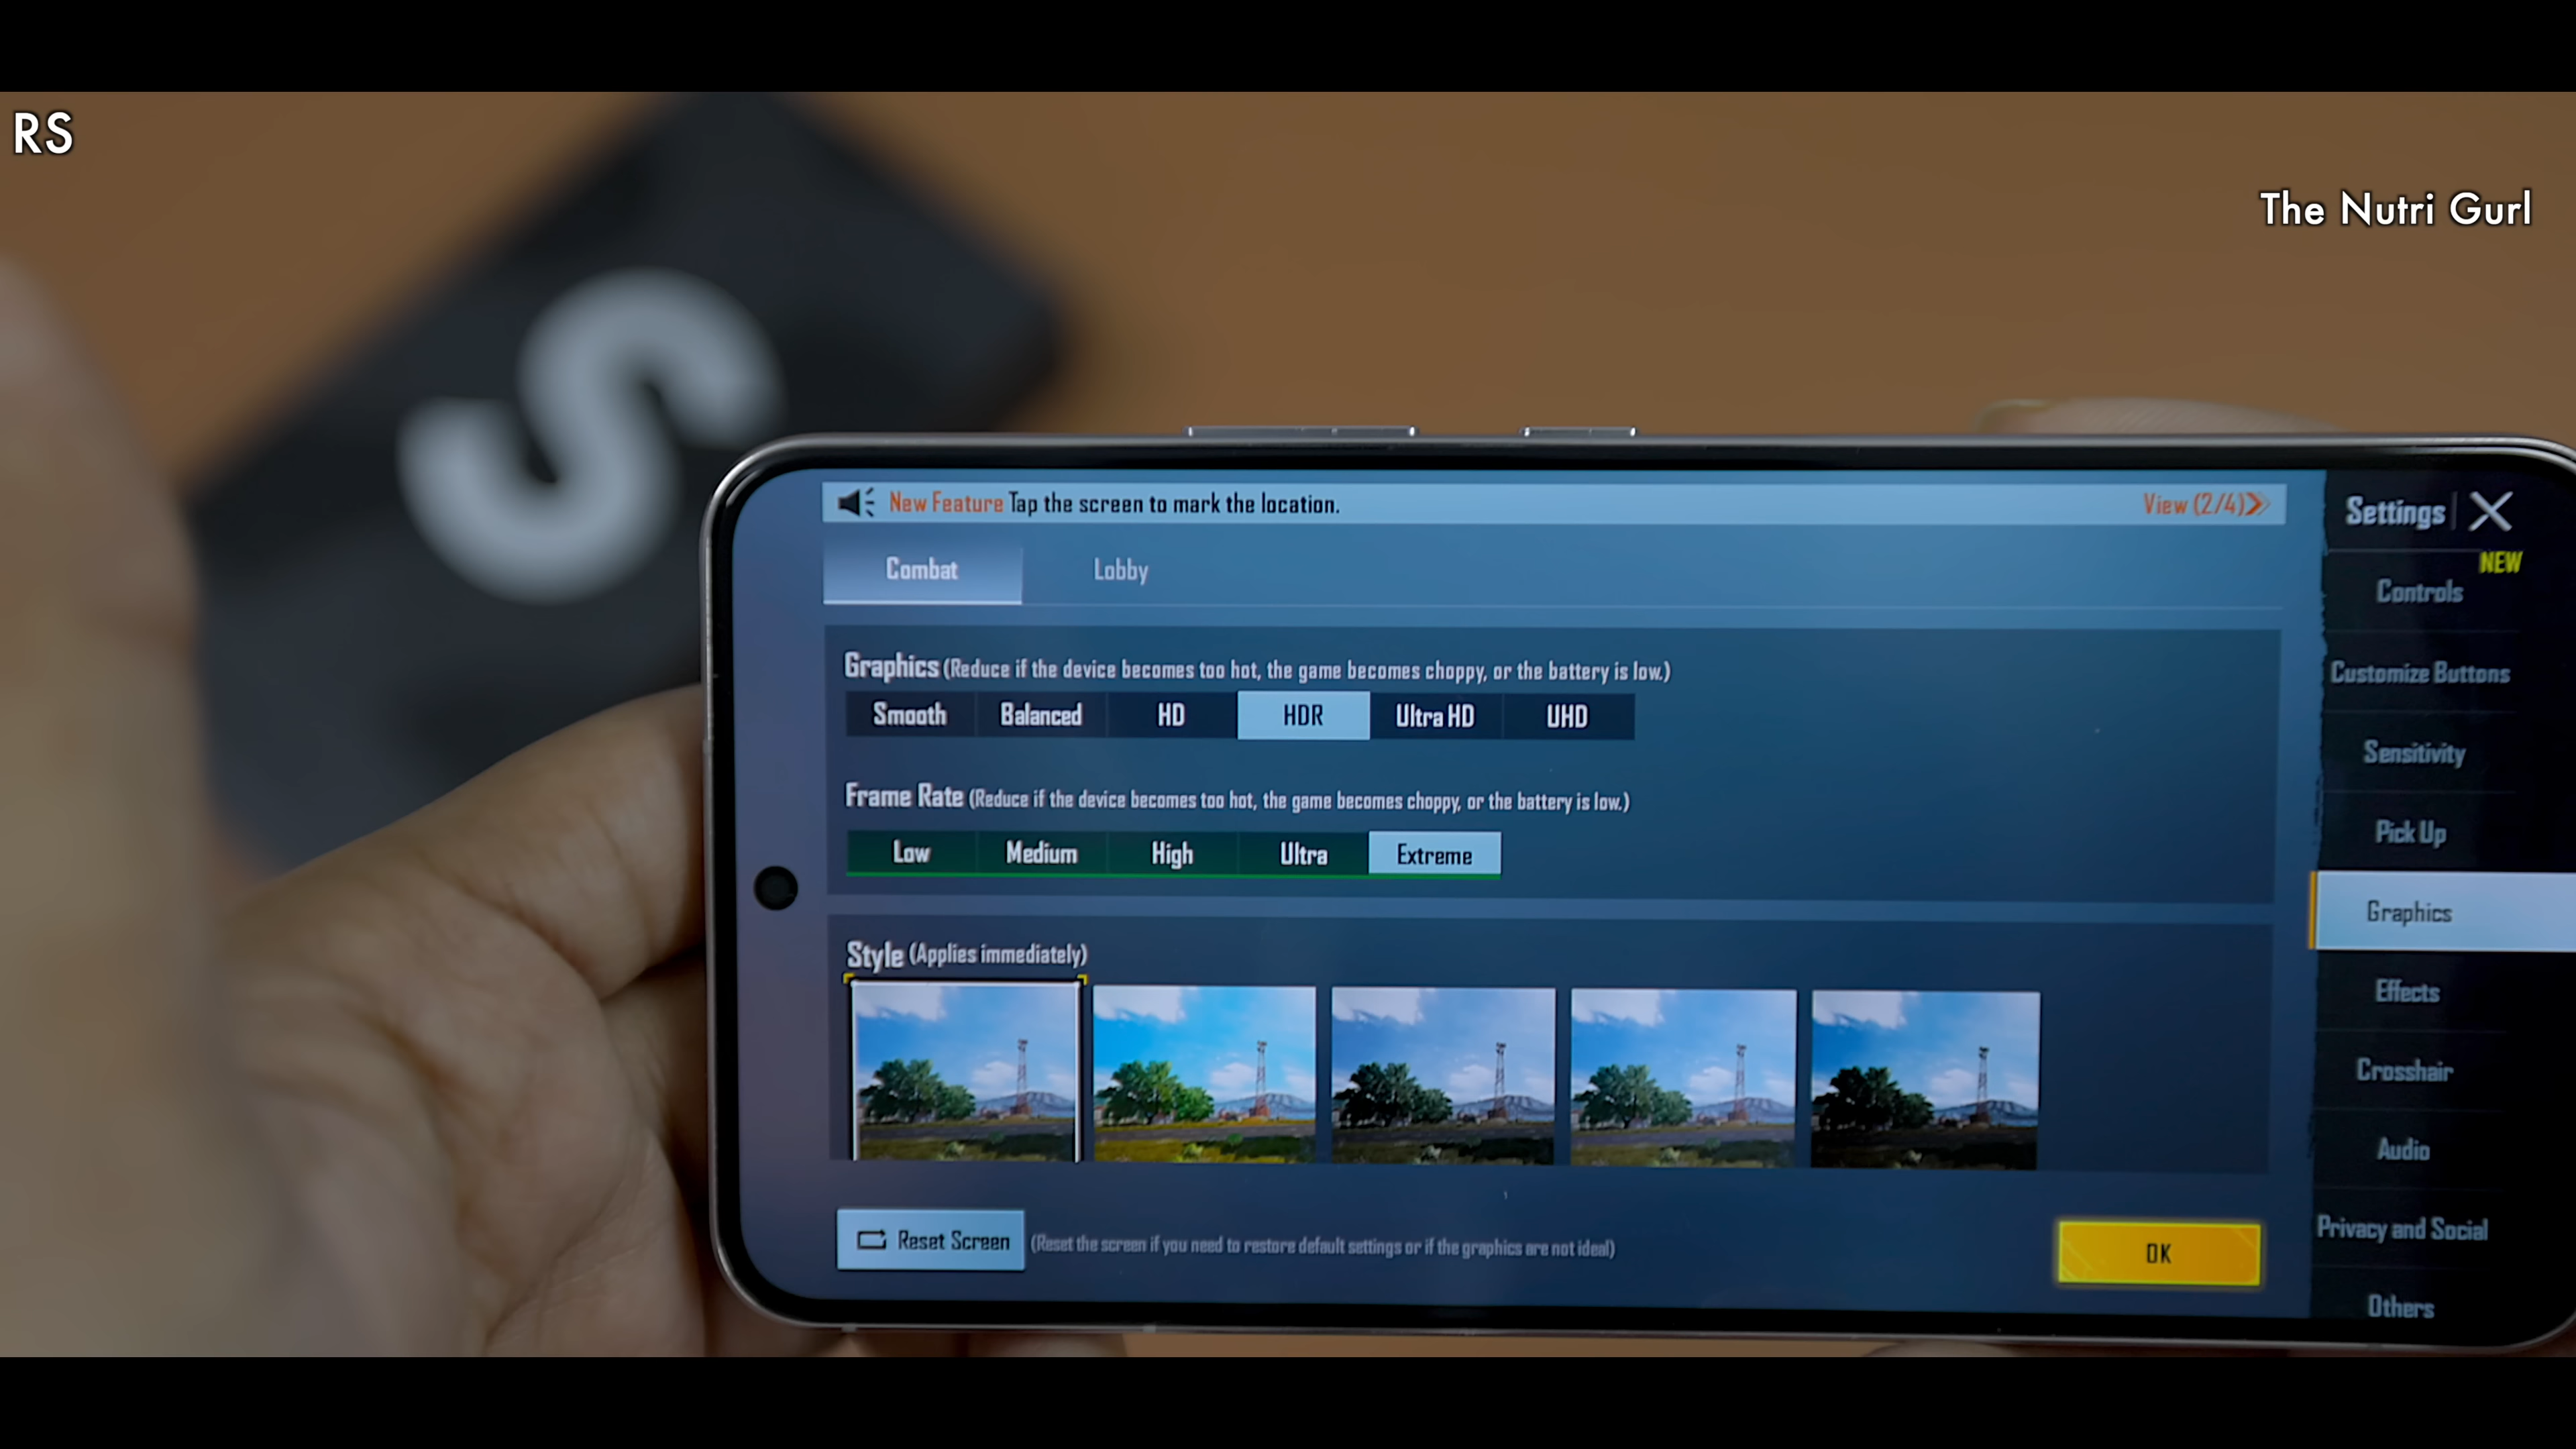 RS
The Nutri Gurl
S
New Feature Tap the screen to mark the location.
View (2/4)
Settings
Combat
Lobby
NEW
Controls
Graphics (Reduce if the device becomes too hot, the game becomes choppy, or the battery is low.)
Customize Buttons
Smooth
Balanced
HD
HDR
Ultra HD
UHD
Sensitivity
Frame Rate (Reduce if the device becomes too hot, the game becomes choppy, or the battery is low.)
Pick Up
Low
Medium
High
Ultra
Extreme
Graphics
Style (Applies immediately)
Effects
Crosshair
Audio
Reset Screen
(Reset the screen if you need to restore default settings or if the graphics are not ideal)
OK
Privacy and Social
Others